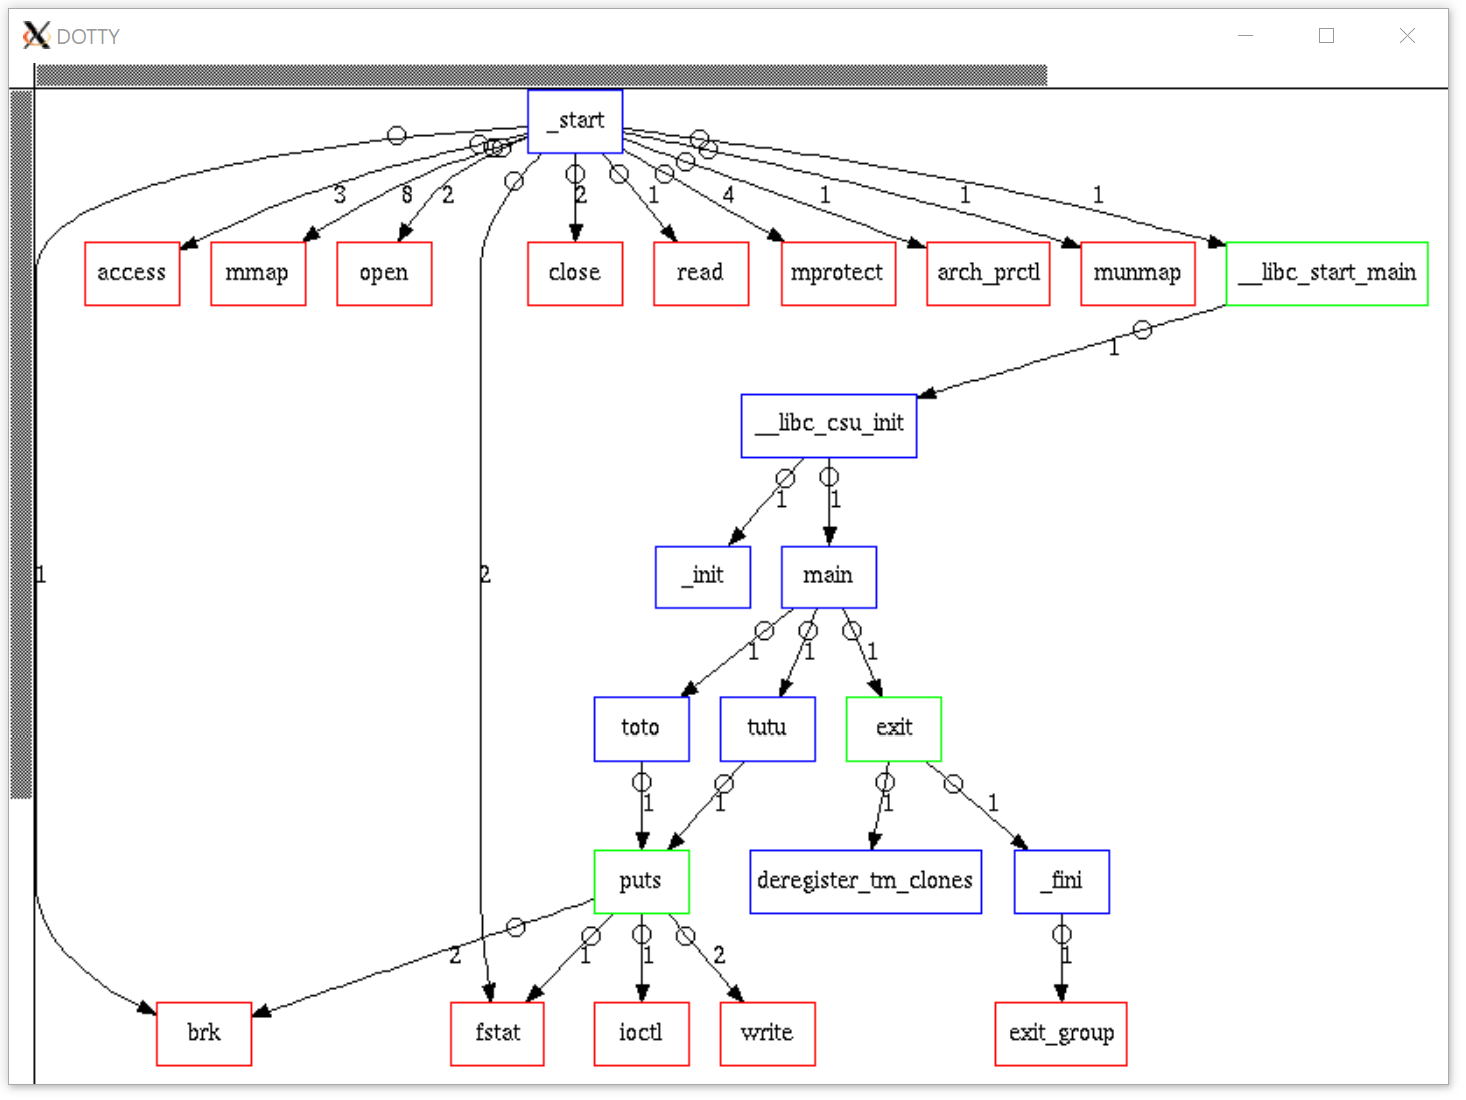 DOTTY
_start
3
8
2
2
1
4
1
1
1
access
mmap
open
close
read
mprotect
arch_prctl
munmap
__libc_start_main
1
__libc_csu_init
1
1
1
2
_init
main
1
1
1
toto
tutu
exit
1
1
1
1
puts
deregister_tm_clones
_fini
2
1
1
2
1
brk
fstat
ioctl
write
exit_group